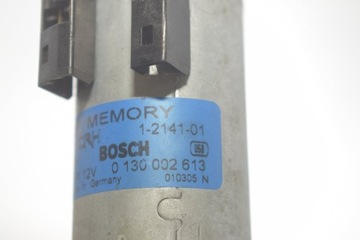 MEMORY
1-2141-01
BOSCH
12V 0 130 002 613
Germany 010305 N